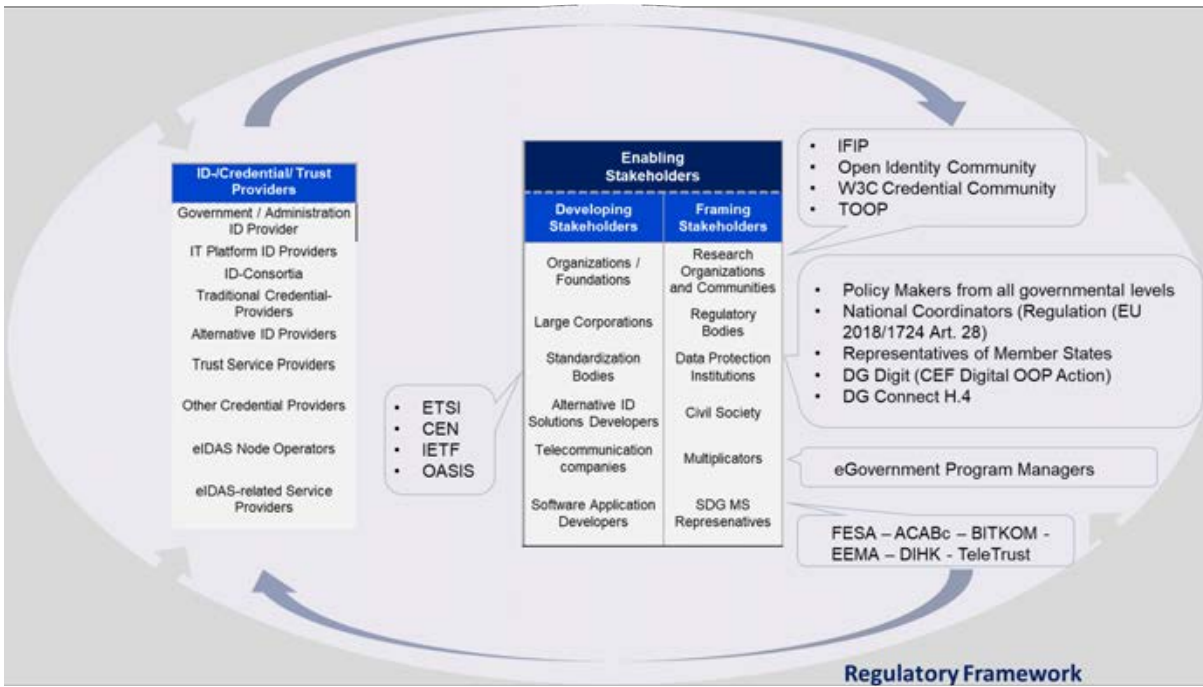 ID-/Credential/ Trust
Providers
Government / Administration
ID Provider
IT Platform ID Providers
ID-Consortia
Traditional Credential-
Providers
Alternative ID Providers
Trust Service Providers
Other Credential Providers
eIDAS Node Operators
eIDAS-related Service
Providers
• ETSI
• CEN
• IETF
• OASIS
Enabling
Stakeholders
Developing
Stakeholders
Organizations /
Foundations
Large Corporations
Standardization
Bodies
Alternative ID
Solutions Developers
Telecommunication
companies
Software Application
Developers
Framing
Stakeholders
Research
Organizations
and Communities
Regulatory
Bodies
Data Protection
Institutions
Civil Society
Multiplicators
SDG MS
Represenatives
• IFIP
• Open Identity Community
• W3C Credential Community
• TOOP
• Policy Makers from all governmental levels
• National Coordinators (Regulation (EU
2018/1724 Art. 28)
• Representatives of Member States
• DG Digit (CEF Digital OOP Action)
• DG Connect H.4
eGovernment Program Managers
FESA – ACABc – BITKOM -
EEMA – DIHK - TeleTrust
Regulatory Framework